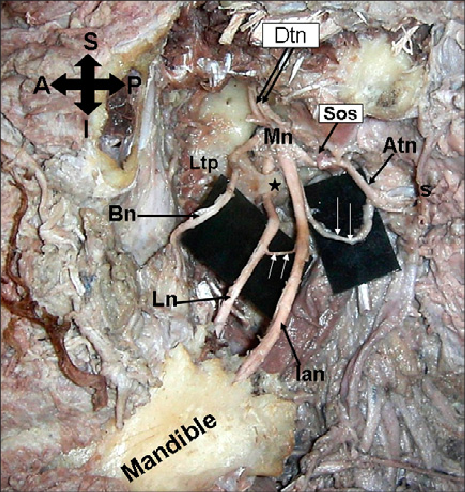 Dtn
S
A P
I
Mn
Sos
Atn
Ltp
s
Bn
Ln
Ian
Mandible